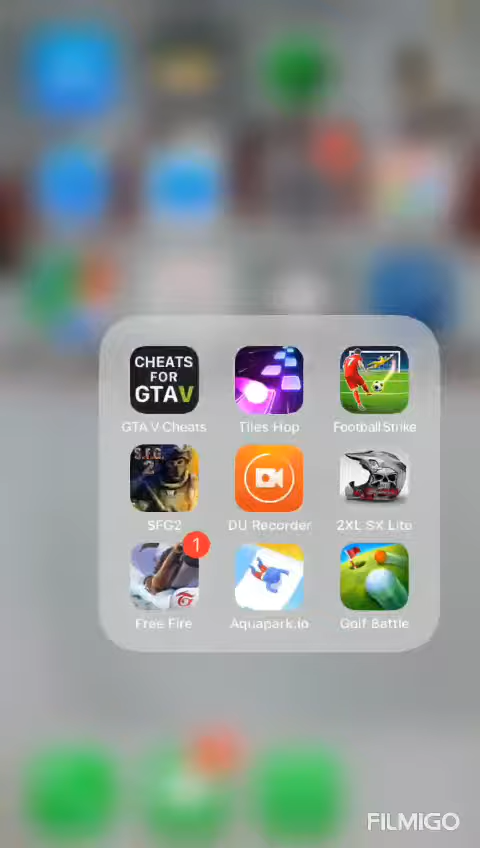 CHEATS
FOR
GTAV
GTA V Cheats
Tiles Hop
Football Strike
S.F.G.
2
SFG2
DU Recorder
2XL SX Lite
1
Free Fire
Aquapark.io
Golf Battle
FILMIGO